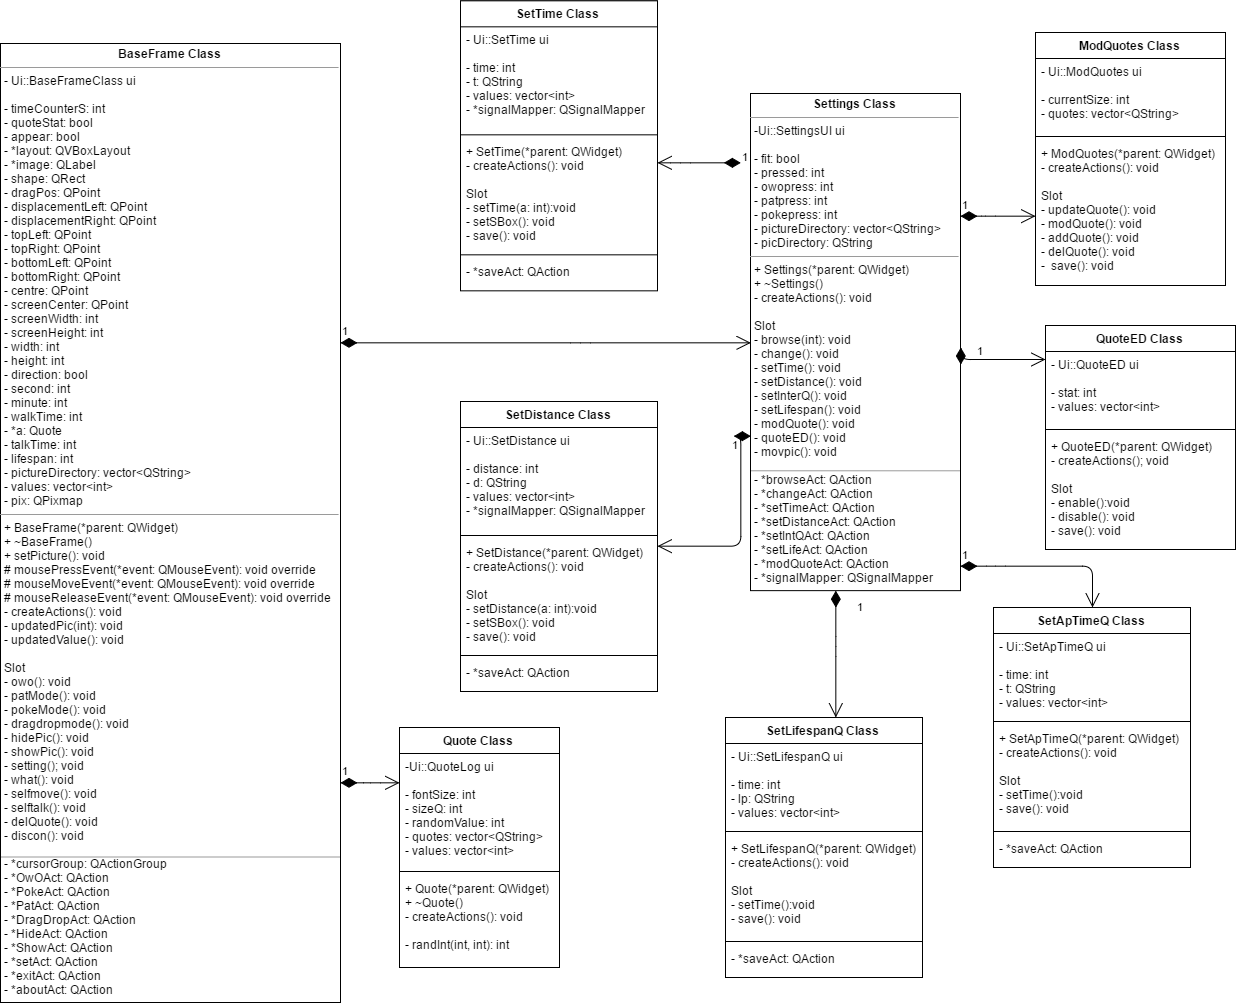 BaseFrame Class
- Ui::BaseFrameClass ui
- timeCounterS: int
- quoteStat: bool
- appear: bool
- *layout: QVBoxLayout
- *image: QLabel
- shape: QRect
- dragPos: QPoint
- displacementLeft: QPoint
- displacementRight: QPoint
- topLeft: QPoint
- topRight: QPoint
- bottomLeft: QPoint
- bottomRight: QPoint
- centre: QPoint
- screenCenter: QPoint
- screenWidth: int
- screenHeight: int
- width: int
- height: int
- direction: bool
- second: int
- minute: int
- walkTime: int
- *a: Quote
- talkTime: int
- lifespan: int
- pictureDirectory: vector<QString>
- values: vector<int>
- pix: QPixmap
+ BaseFrame(*parent: QWidget)
+ ~BaseFrame()
+ setPicture(): void
# mousePressEvent(*event: QMouseEvent): void override
# mouseMoveEvent(*event: QMouseEvent): void override
# mouseReleaseEvent(*event: QMouseEvent): void override
- createActions(): void
- updatedPic(int): void
- updatedValue(): void
Slot
- owo(): void
- patMode(): void
- pokeMode(): void
- dragdropmode(): void
- hidePic(): void
- showPic(): void
- setting(); void
- what(): void
- selfmove(): void
- selftalk(): void
- delQuote(): void
- discon(): void
- *cursorGroup: QActionGroup
- *OwOAct: QAction
- *PokeAct: QAction
- *PatAct: QAction
- *DragDropAct: QAction
- *HideAct: QAction
- *ShowAct: QAction
- *setAct: QAction
- *exitAct: QAction
- *aboutAct: QAction
1
1
SetTime Class
- Ui::SetTime ui
- time: int
- t: QString
- values: vector<int>
- *signalMapper: QSignalMapper
+ SetTime(*parent: QWidget)
- createActions(): void
Slot
- setTime(a: int):void
- setSBox(): void
- save(): void
- *saveAct: QAction
1
SetDistance Class
- Ui::SetDistance ui
- distance: int
- d: QString
- values: vector<int>
- *signalMapper: QSignalMapper
+ SetDistance(*parent: QWidget)
- createActions(): void
Slot
- setDistance(a: int):void
- setSBox(): void
- save(): void
- *saveAct: QAction
1
Quote Class
-Ui::QuoteLog ui
- fontSize: int
- sizeQ: int
- randomValue: int
- quotes: vector<QString>
- values: vector<int>
+ Quote(*parent: QWidget)
+ ~Quote()
- createActions(): void
- randInt(int, int): int
Settings Class
-Ui::SettingsUI ui
- fit: bool
- pressed: int
- owopress: int
- patpress: int
- pokepress: int
- pictureDirectory: vector<QString>
- picDirectory: QString
+ Settings(*parent: QWidget)
+ ~Settings()
- createActions(): void
Slot
- browse(int): void
- change(): void
- setTime(): void
- setDistance(): void
- setInterQ(): void
- setLifespan(): void
- modQuote(): void
- quoteED(): void
- movpic(): void
- *browseAct: QAction
- *changeAct: QAction
- *setTimeAct: QAction
- *setDistanceAct: QAction
- *setIntQAct: QAction
- *setLifeAct: QAction
- *modQuoteAct: QAction
- *signalMapper: QSignalMapper
1
1
1
1
SetLifespanQ Class
- Ui::SetLifespanQ ui
- time: int
- lp: QString
- values: vector<int>
+ SetLifespanQ(*parent: QWidget)
- createActions(): void
Slot
- setTime():void
- save(): void
- *saveAct: QAction
ModQuotes Class
- Ui::ModQuotes ui
- currentSize: int
- quotes: vector<QString>
+ ModQuotes(*parent: QWidget)
- createActions(): void
Slot
- updateQuote(): void
- modQuote(): void
- addQuote(): void
- delQuote(): void
- save(): void
QuoteED Class
- Ui::QuoteED ui
- stat: int
- values: vector<int>
+ QuoteED(*parent: QWidget)
- createActions(); void
Slot
- enable():void
- disable(): void
- save(): void
SetApTimeQ Class
- Ui::SetApTimeQ ui
- time: int
- t: QString
- values: vector<int>
+ SetApTimeQ(*parent: QWidget)
- createActions(): void
Slot
- setTime():void
- save(): void
- *saveAct: QAction